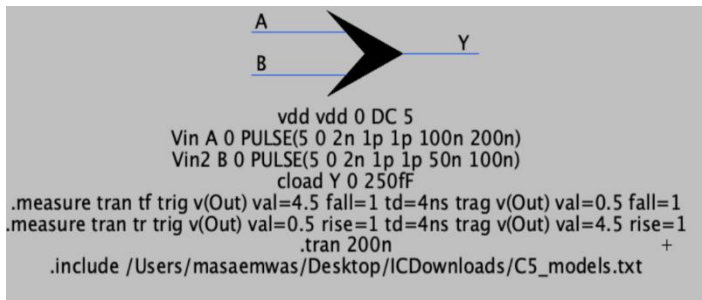 A
Y
B
vdd vdd 0 DC 5
Vin A 0 PULSE(5 0 2n 1p 1p 100n 200n)
Vin2 B 0 PULSE(5 0 2n 1p 1p 50n 100n)
cload Y 0 250fF
.measure tran tf trig v(Out) val=4.5 fall=1 td=4ns trag v(Out) val=0.5 fall=1
.measure tran tr trig v(Out) val=0.5 rise=1 td=4ns trag v(Out) val=4.5 rise=1
.tran 200n
.include /Users/masaemwas/Desktop/ICDownloads/C5_models.txt